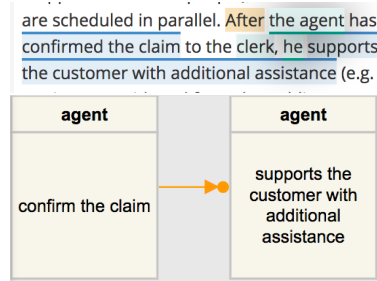 are scheduled in parallel. After the agent has
confirmed the claim to the clerk, he supports
the customer with additional assistance (e.g.
agent
agent
confirm the claim
supports the
customer with
additional
assistance